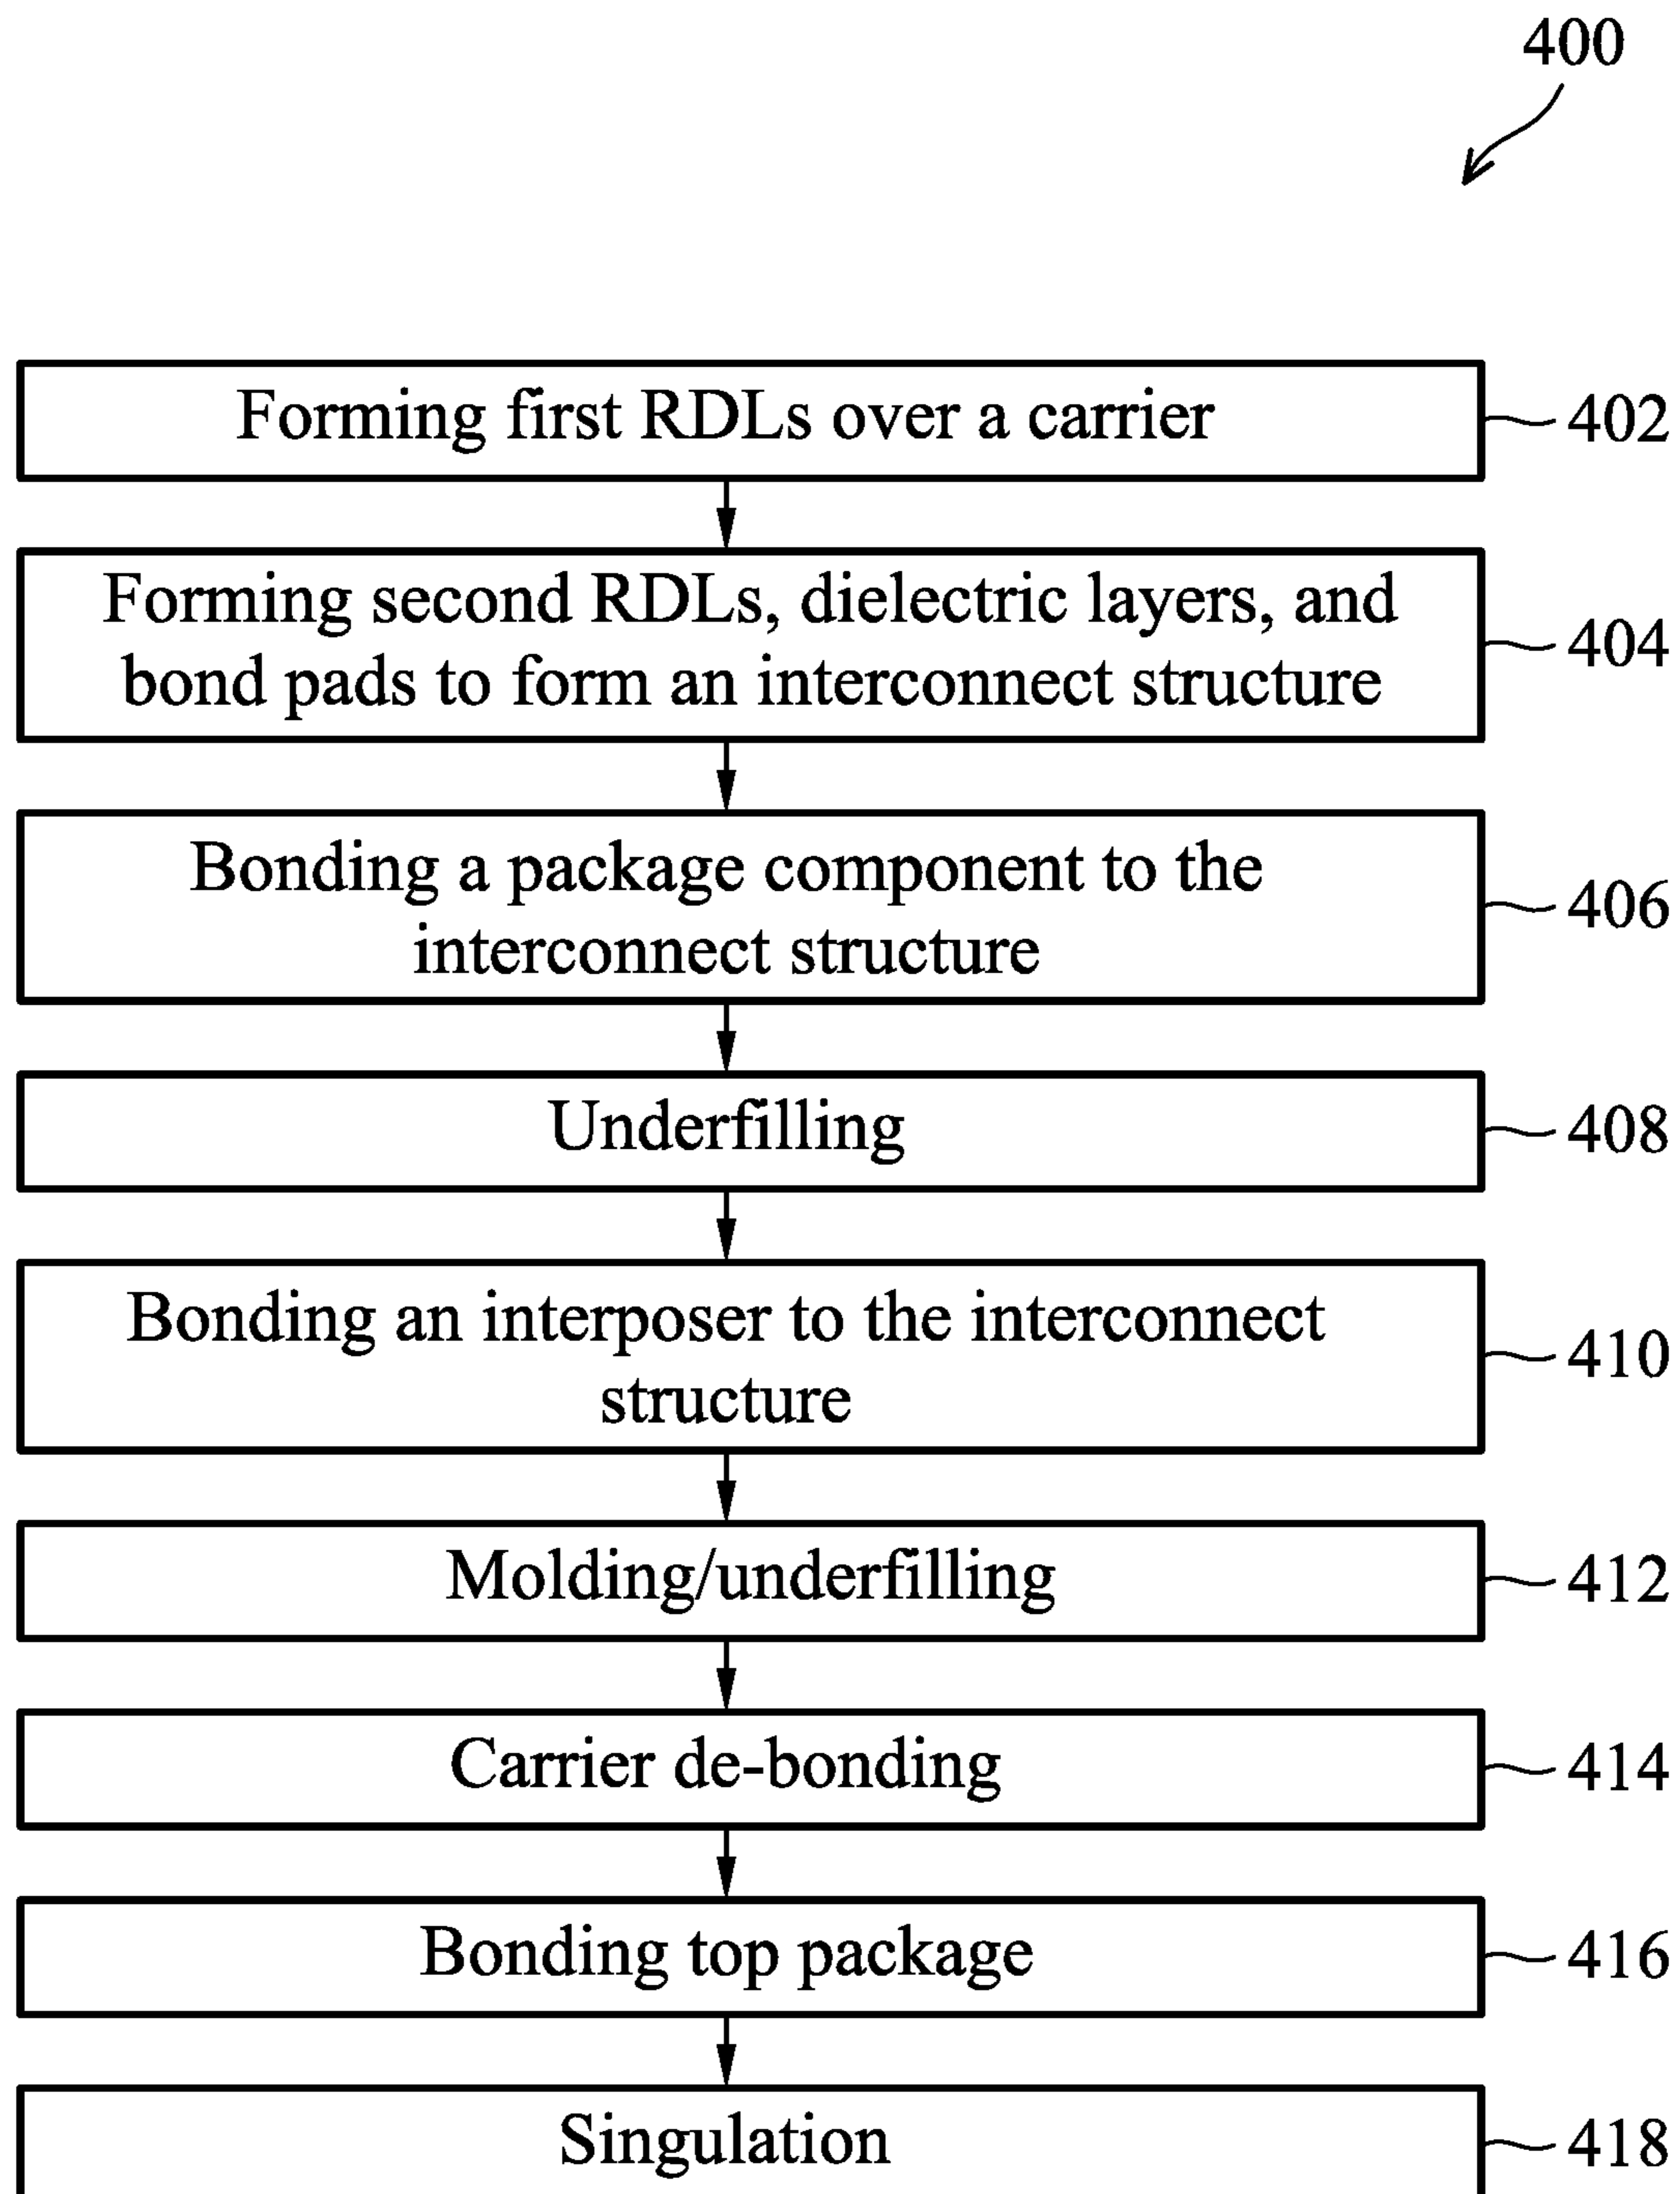 400
Forming first RDLs over a carrier
402
Forming second RDLs, dielectric layers, and
bond pads to form an interconnect structure
404
Bonding a package component to the
interconnect structure
406
Underfilling
408
Bonding an interposer to the interconnect
structure
410
Molding/underfilling
412
Carrier de-bonding
414
Bonding top package
416
Singulation
418